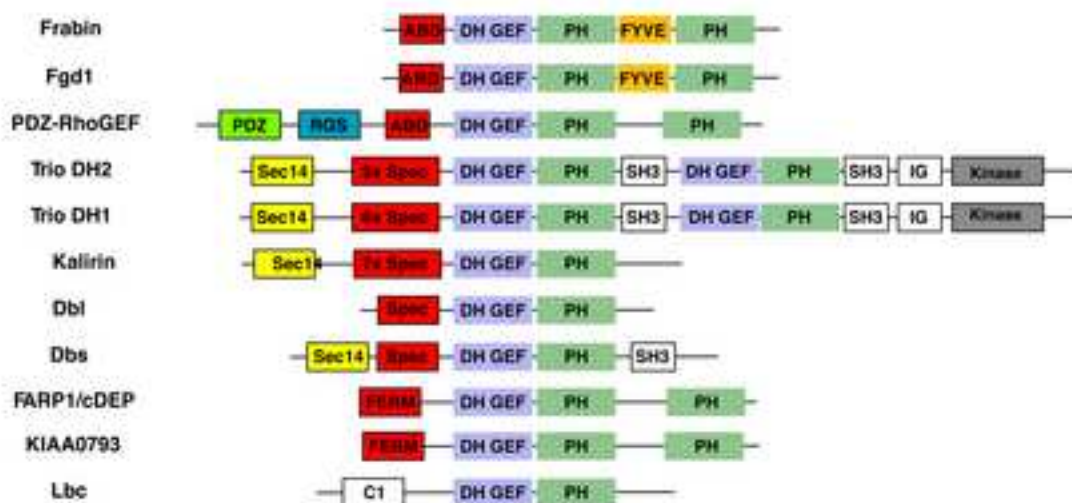 Frabin ABD DH GEF PH FYVE PH
Fgd1 ABD DH GEF PH FYVE PH
PDZ-RhoGEF PDZ RGS ABD DH GEF PH PH
Trio DH2 Sec14 Spec DH GEF PH SH3 DH GEF PH SH3 IG Kinase
Trio DH1 Sec14 Spec DH GEF PH SH3 DH GEF PH SH3 IG Kinase
Kalirin Sec14 Spec DH GEF PH
Dbl Spec DH GEF PH
Dbs Sec14 Spec DH GEF PH SH3
FARP1/cDEP FERM DH GEF PH PH
KIAA0793 FERM DH GEF PH PH
Lbc C1 DH GEF PH